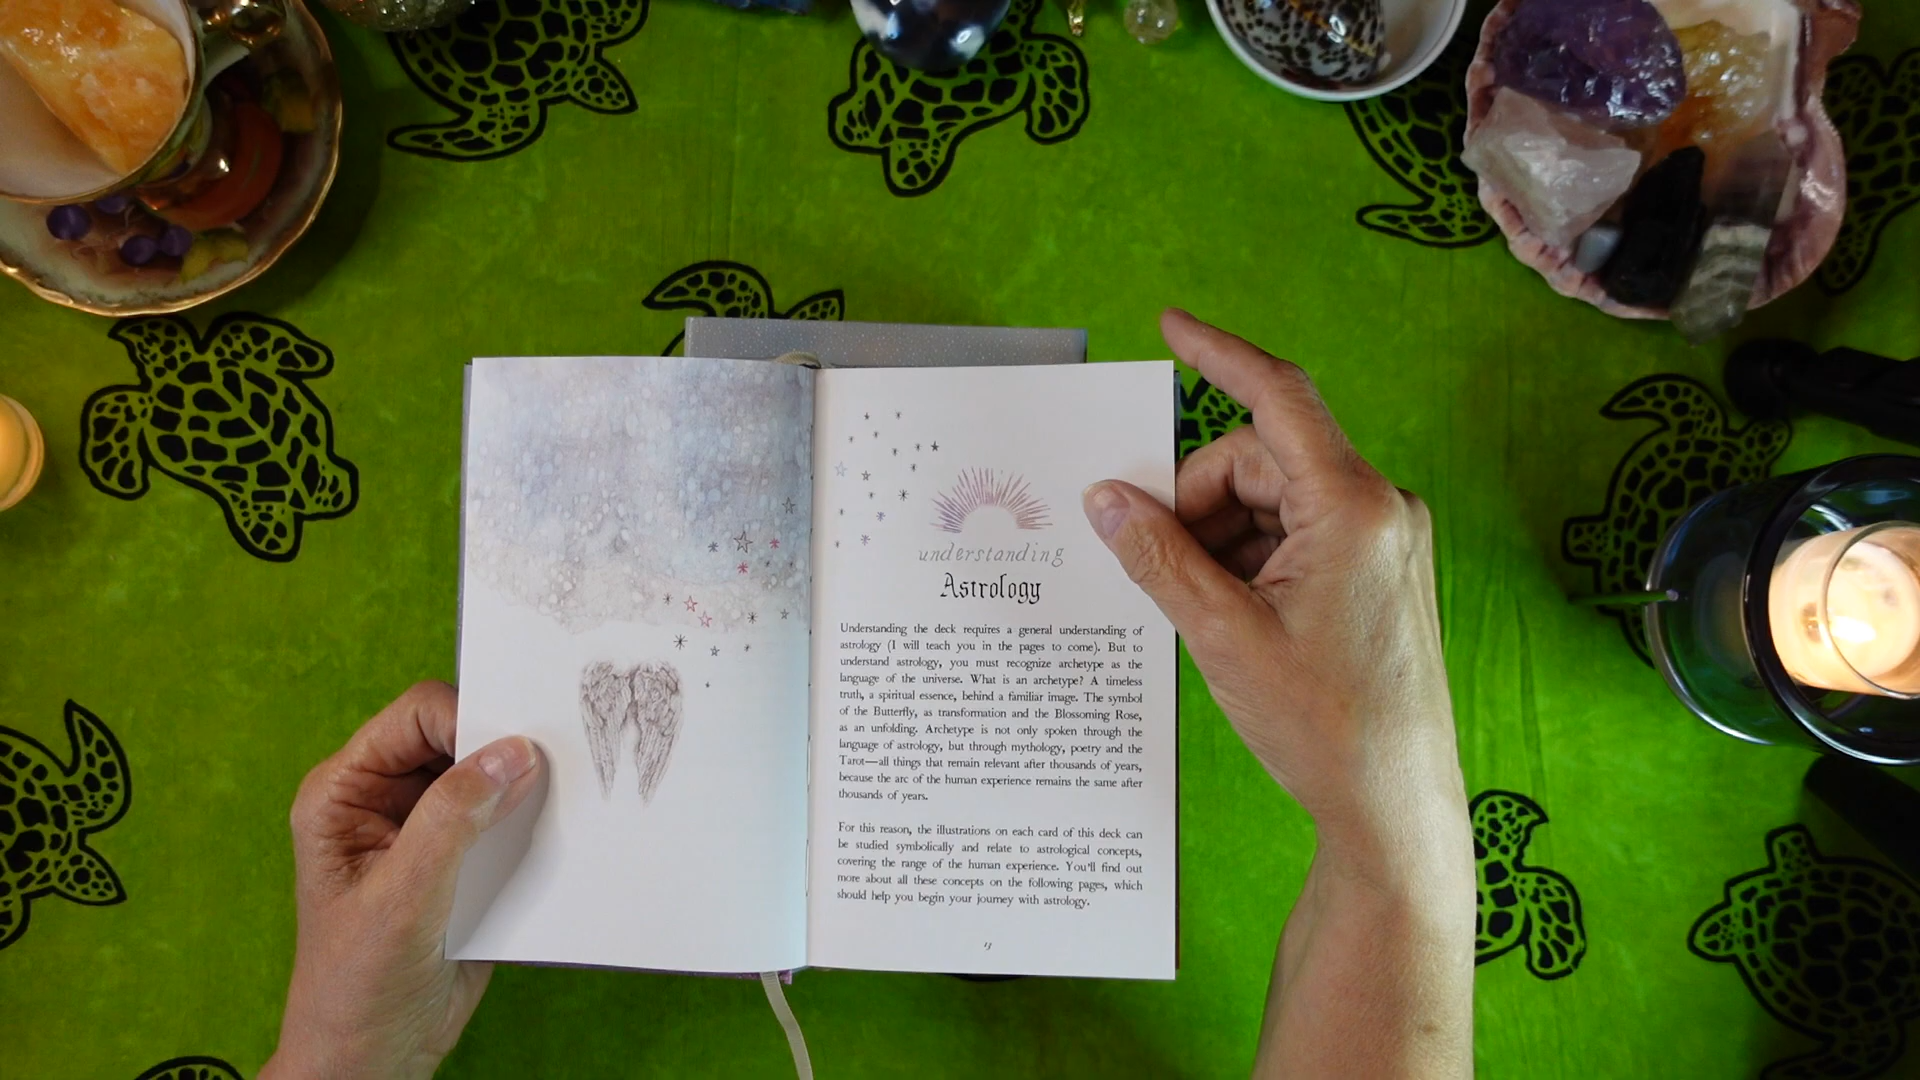 understanding
Astrology
Understanding the deck requires a general understanding of
astrology (I will teach you in the pages to come). But to
understand astrology, you must recognize archetype as the
language of the universe. What is an archetype? A timeless
truth, a spiritual essence, behind a familiar image. The symbol
of the Butterfly, as transformation and the Blossoming Rose,
as an unfolding. Archetype is not only spoken through the
language of astrology, but through mythology, poetry and the
Tarot—all things that remain relevant after thousands of years,
because the arc of the human experience remains the same after
thousands of years.
For this reason, the illustrations on each card of this deck can
be studied symbolically and relate to astrological concepts,
covering the range of the human experience. You'll find out
more about all these concepts on the following pages, which
should help you begin your journey with astrology.
13